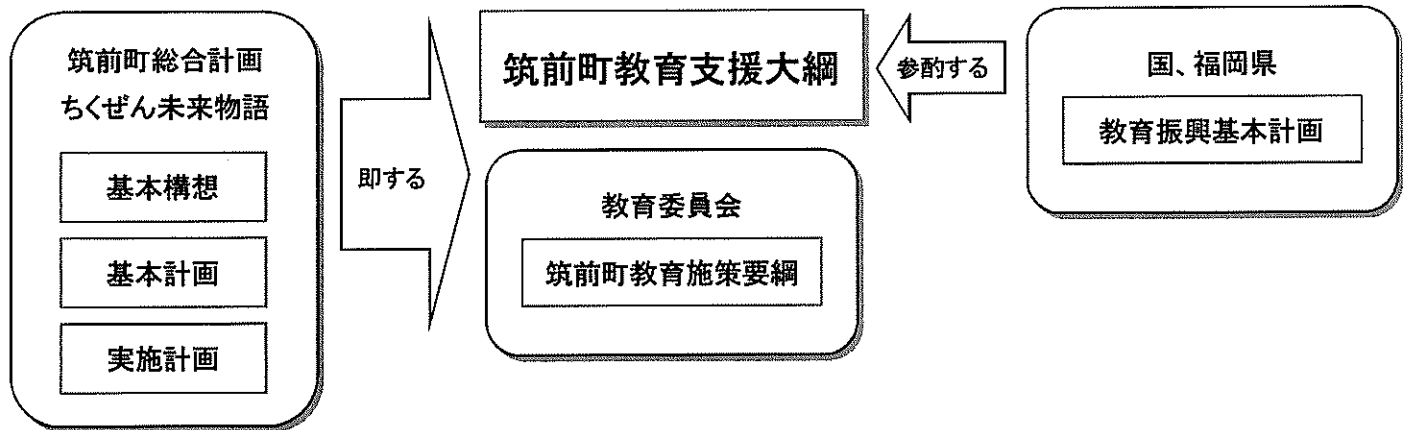 筑前町総合計画
ちくぜん未来物語
基本構想
基本計画
実施計画
即する
筑前町教育支援大綱
教育委員会
筑前町教育施策要綱
参酌する
国、福岡県
教育振興基本計画